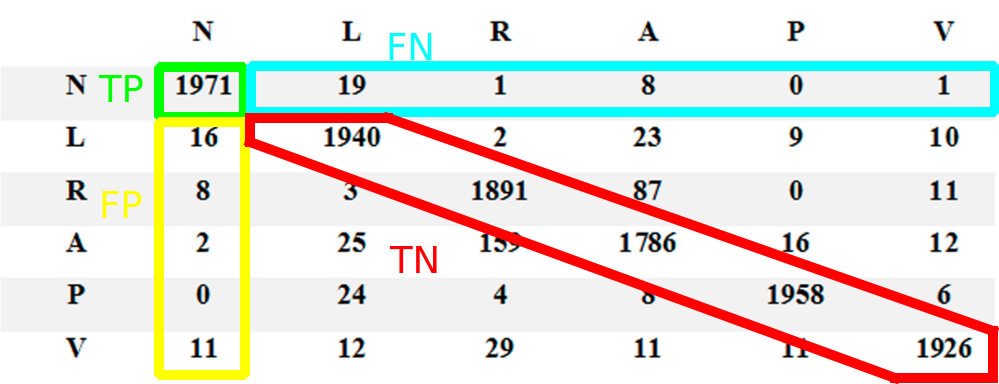 N L R A P V
FN
N TP 1971 19 1 8 0 1
L 16 1940 2 23 9 10
R 8 3 1891 87 0 11
FP
A 2 25 159 1786 16 12
TN
P 0 24 4 8 1958 6
V 11 12 29 11 11 1926